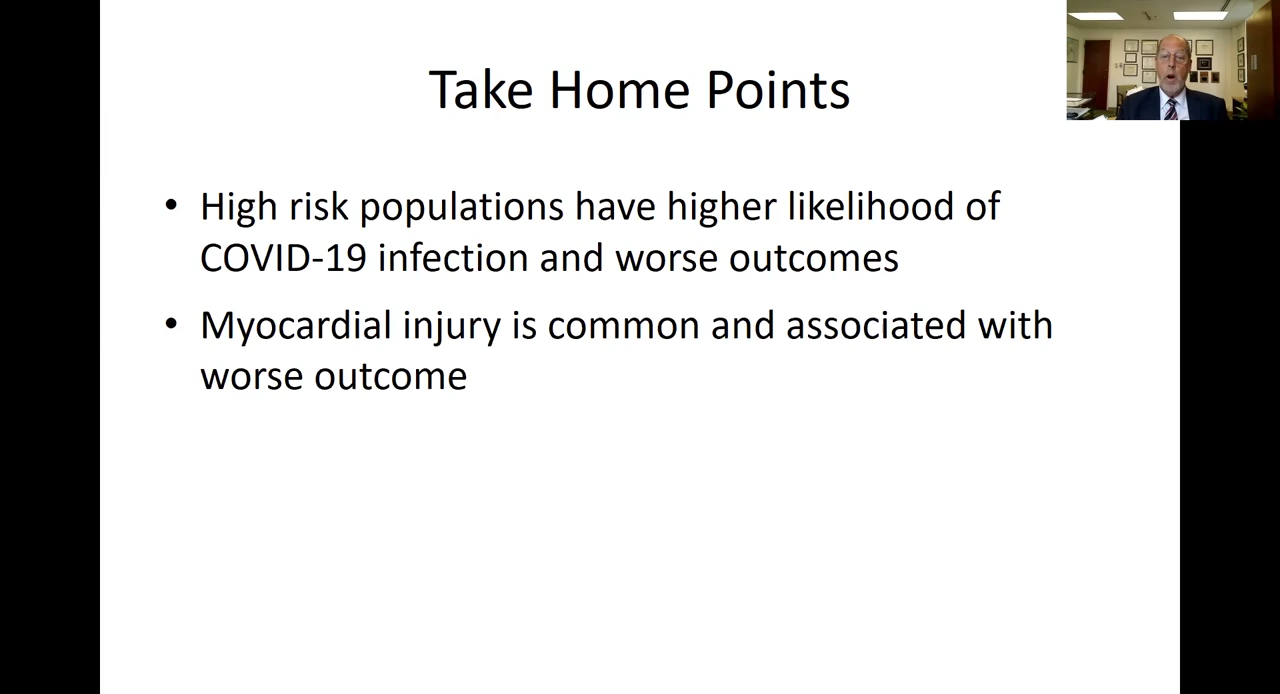 Take Home Points
• High risk populations have higher likelihood of
COVID-19 infection and worse outcomes
• Myocardial injury is common and associated with
worse outcome